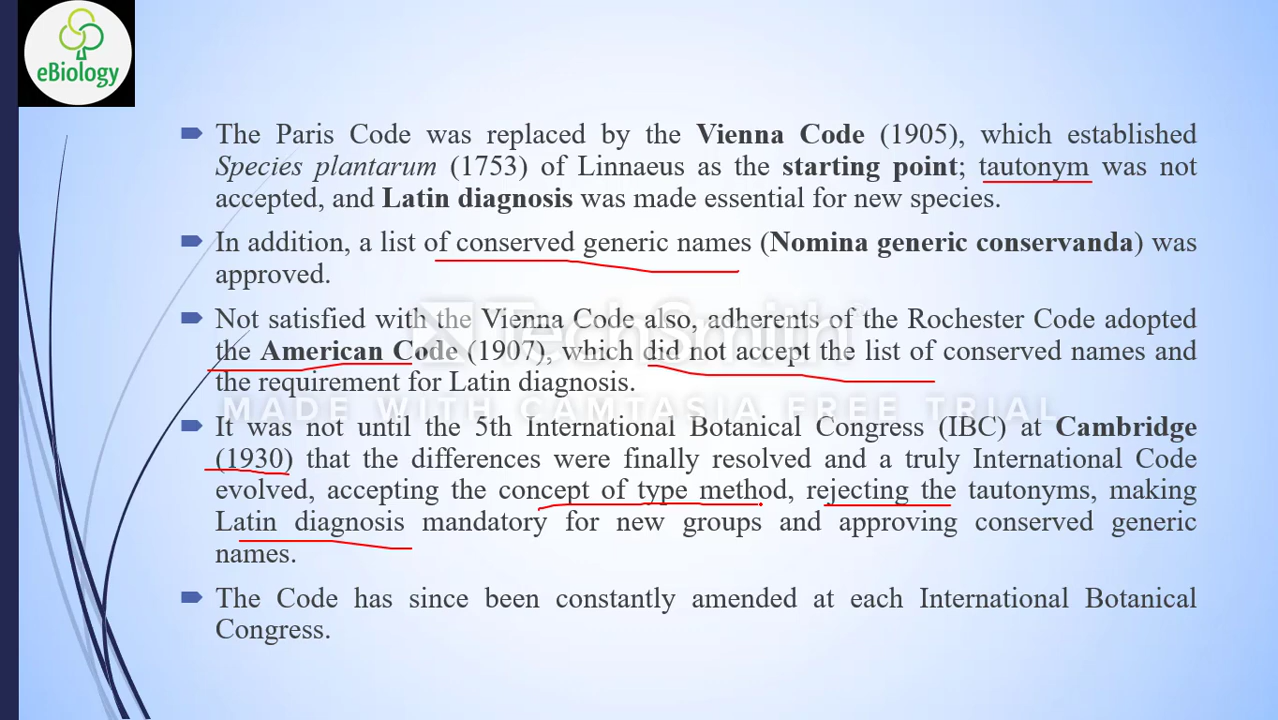 eBiology
The Paris Code was replaced by the Vienna Code (1905), which established
Species plantarum (1753) of Linnaeus as the starting point; tautonym was not
accepted, and Latin diagnosis was made essential for new species.
In addition, a list of conserved generic names (Nomina generic conservanda) was
approved.
Not satisfied with the Vienna Code also, adherents of the Rochester Code adopted
the American Code (1907), which did not accept the list of conserved names and
the requirement for Latin diagnosis.
It was not until the 5th International Botanical Congress (IBC) at Cambridge
(1930) that the differences were finally resolved and a truly International Code
evolved, accepting the concept of type method, rejecting the tautonyms, making
Latin diagnosis mandatory for new groups and approving conserved generic
names.
The Code has since been constantly amended at each International Botanical
Congress.
TechSmith
MADE WITH CAMTASIA FREE TRIAL